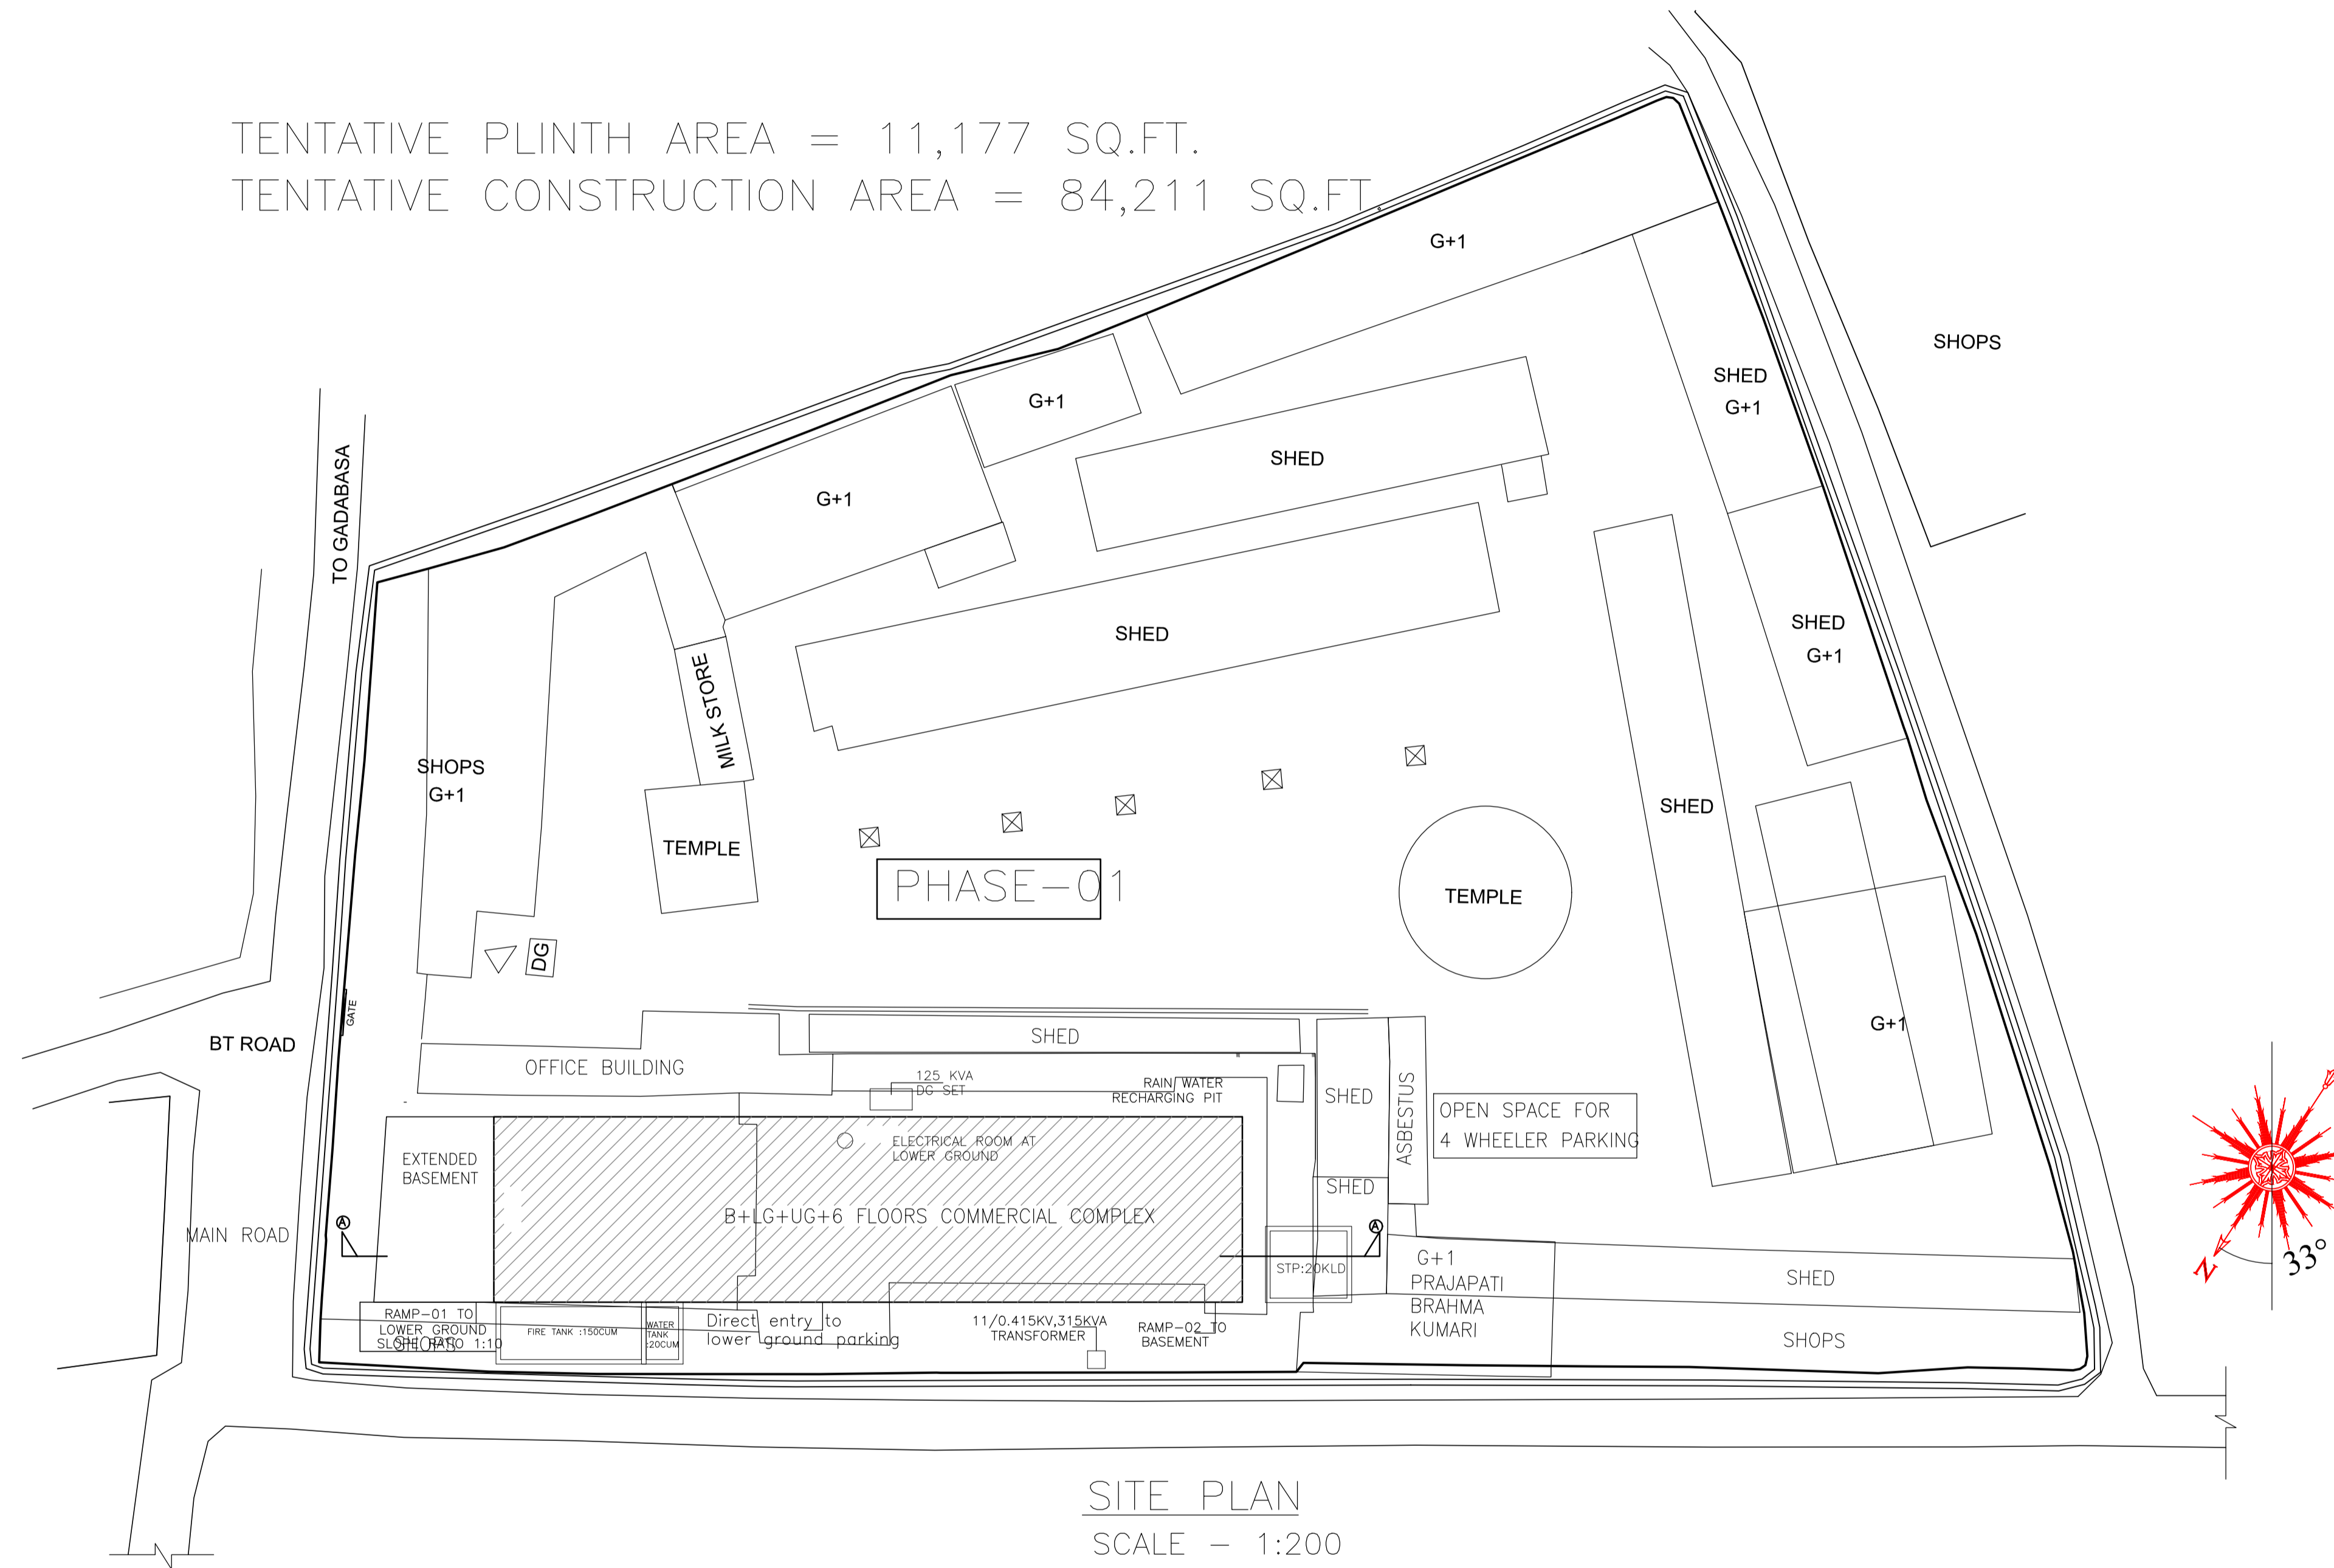 TENTATIVE PLINTH AREA = 11,177 SQ.FT.
TENTATIVE CONSTRUCTION AREA = 84,211 SQ.FT.
G+1
SHOPS
SHED
G+1
G+1
SHED
G+1
TO GADABASA
SHED
SHED
G+1
MILK STORE
SHOPS
G+1
SHED
TEMPLE
PHASE-01
TEMPLE
DG
GATE
G+1
BT ROAD
SHED
OFFICE BUILDING
125 KVA
DG SET
RAIN WATER
RECHARGING PIT
SHED
ASBESTUS
OPEN SPACE FOR
4 WHEELER PARKING
ELECTRICAL ROOM AT
LOWER GROUND
EXTENDED
BASEMENT
SHED
B+LG+UG+6 FLOORS COMMERCIAL COMPLEX
A
A
MAIN ROAD
STP:20KLD
G+1
PRAJAPATI
BRAHMA
KUMARI
SHED
N
33°
RAMP-01 TO
LOWER GROUND
SLOPE RATIO 1:10
SHOPS
FIRE TANK :150CUM
WATER
TANK
:20CUM
Direct entry to
lower ground parking
11/0.415KV,315KVA
TRANSFORMER
RAMP-02 TO
BASEMENT
SHOPS
SITE PLAN
SCALE - 1:200